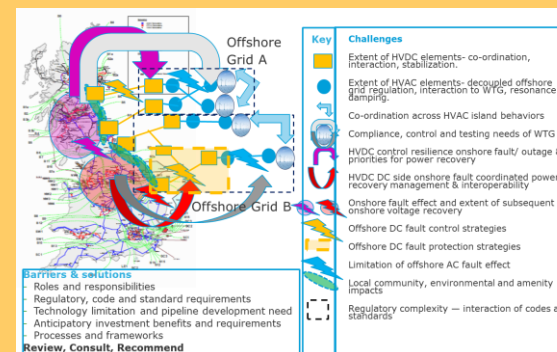 Offshore
Grid A
Offshore Grid B
Barriers & solutions
Roles and responsibilities
Regulatory, code and standard requirements
Technology limitation and pipeline development need
Anticipatory investment benefits and requirements
Processes and frameworks
Review, Consult, Recommend
Key
Challenges
Extent of HVDC elements- co-ordination,
interaction, stabilization.
Extent of HVAC elements- decoupled offshore
grid regulation, interaction to WTG, resonance
damping.
Co-ordination across HVAC island behaviors
Compliance, control and testing needs of WTG
HVDC control resilience onshore fault/ outage &
priorities for power recovery
HVDC DC side onshore fault coordinated power
recovery management & interoperability
Onshore fault effect and extent of subsequent
onshore voltage recovery
Offshore DC fault control strategies
Offshore DC fault protection strategies
Limitation of offshore AC fault effect
Local community, environmental and amenity
impacts
Regulatory complexity — interaction of codes a
standards